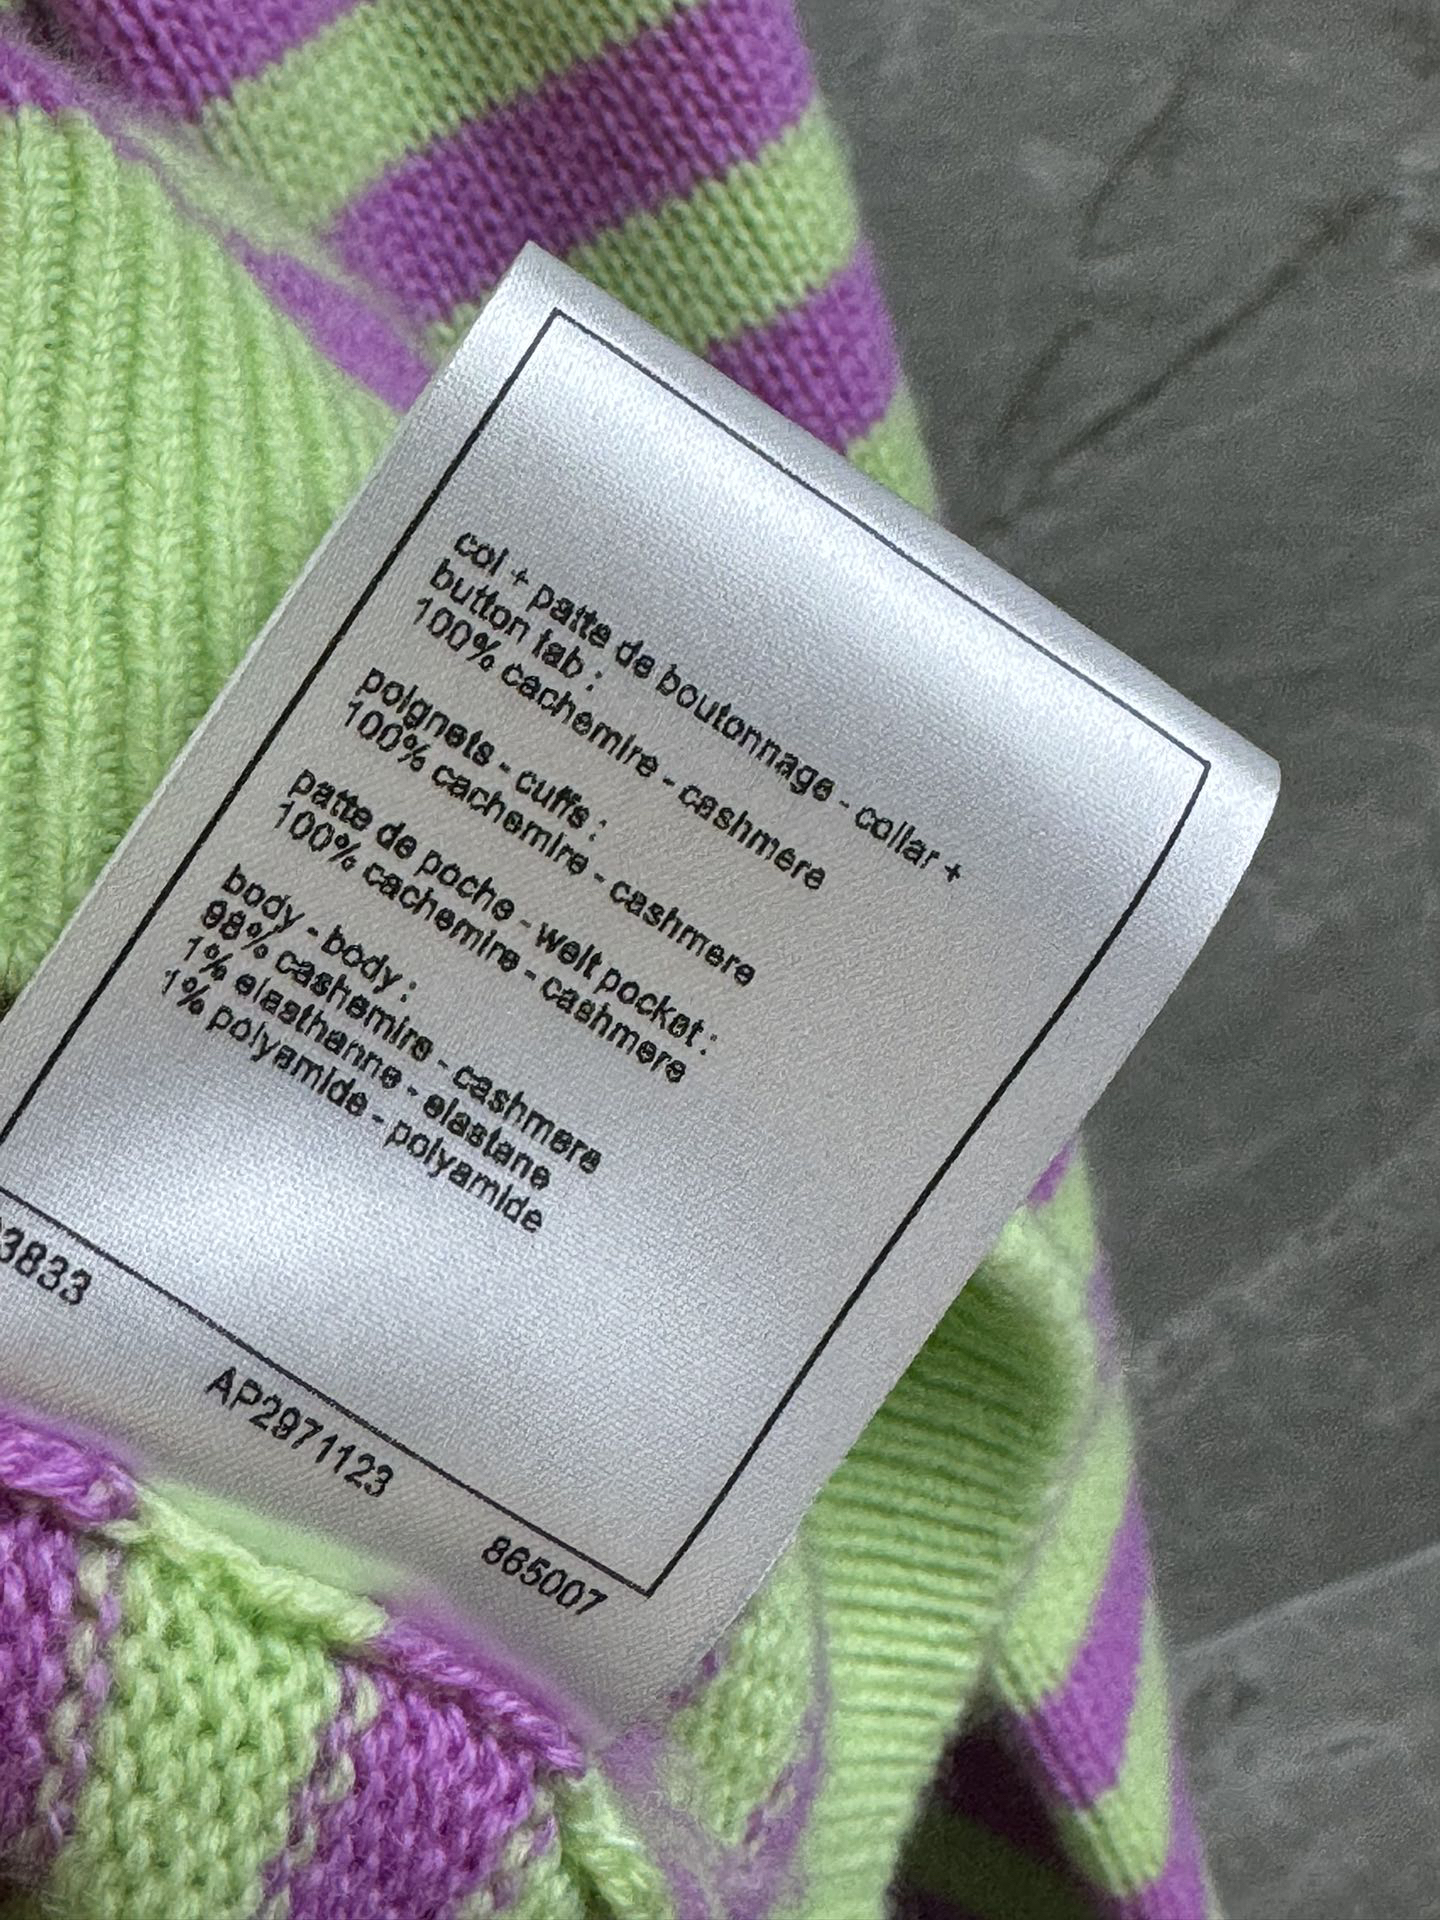 col + patte de boutonnage - collar +
button tab :
100% cachemire - cashmere
poignets - cuffs :
100% cachemire - cashmere
patte de poche - welt pocket :
100% cachemire - cashmere
body - body :
98% cashemire - cashmere
1% elasthanne - elastane
1% polyamide - polyamide
3833
AP2971123
865007